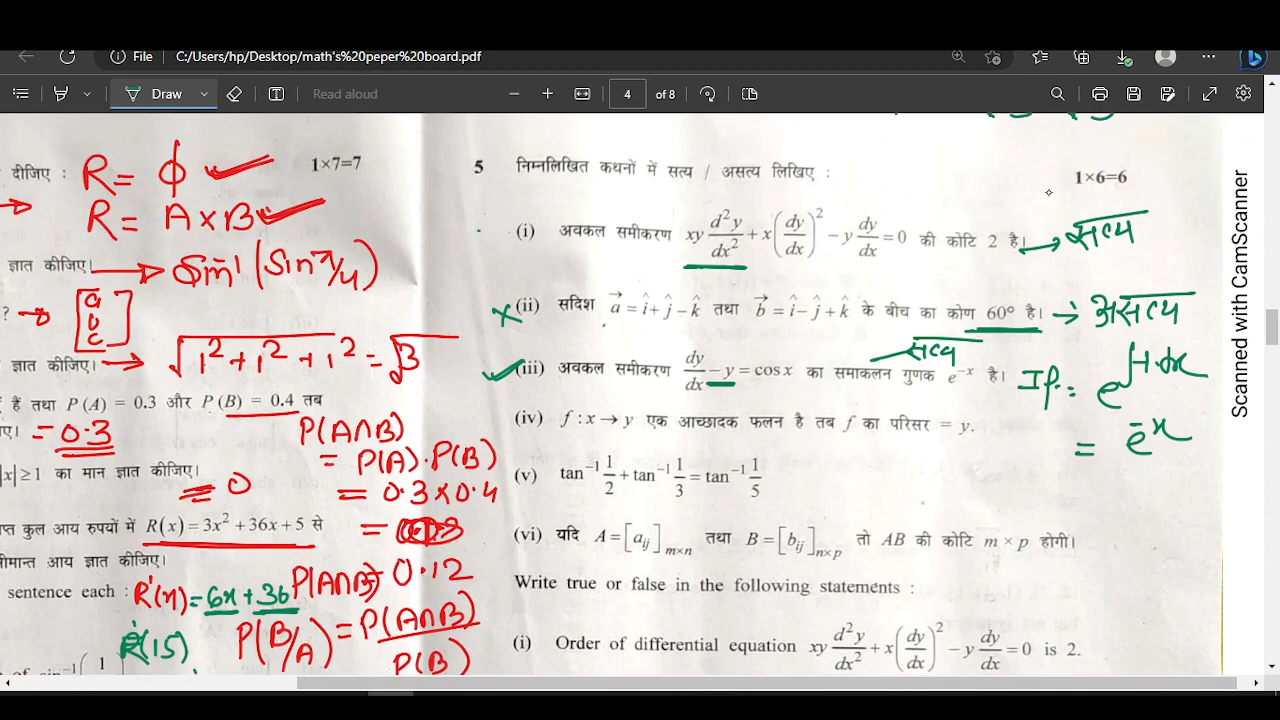 File C:/Users/hp/Desktop/math's%20peper%20board.pdf
Draw Read aloud 4 of 8
दीजिए : R = ϕ 1×7=7
R = A×B
ज्ञात कीजिए। → Sin⁻¹(Sin π/4)
? → [a b c]
ज्ञात कीजिए। → √1²+1²+1² = √3
हैं तथा P(A) = 0.3 और P(B) = 0.4 तब
= 0.3 P(A∩B)
= P(A)·P(B)
|x| ≥ 1 का मान ज्ञात कीजिए। = 0 = 0.3×0.4
कुल आय रुपयों में R(x) = 3x² + 36x + 5 से
सीमान्त आय ज्ञात कीजिए। P(A∩B) = 0.12
sentence each : R'(x) = 6x + 36
R'(15) P(B/A) = P(A∩B)/P(B)
5 निम्नलिखित कथनों में सत्य / असत्य लिखिए : 1×6=6
(i) अवकल समीकरण xy d²y/dx² + x(dy/dx)² − y dy/dx = 0 की कोटि 2 है। → सत्य
(ii) सदिश a⃗ = î + ĵ − k̂ तथा b⃗ = î − ĵ + k̂ के बीच का कोण 60° है। → असत्य
सत्य
(iii) अवकल समीकरण dy/dx − y = cos x का समाकलन गुणक e⁻ˣ है। If. = e^∫-1·dx
= e⁻ˣ
(iv) f : x → y एक आच्छादक फलन है तब f का परिसर = y.
(v) tan⁻¹ 1/2 + tan⁻¹ 1/3 = tan⁻¹ 1/5
(vi) यदि A = [aij]m×n तथा B = [bij]n×p तो AB की कोटि m × p होगी।
Write true or false in the following statements :
(i) Order of differential equation xy d²y/dx² + x(dy/dx)² − y dy/dx = 0 is 2.
Scanned with CamScanner